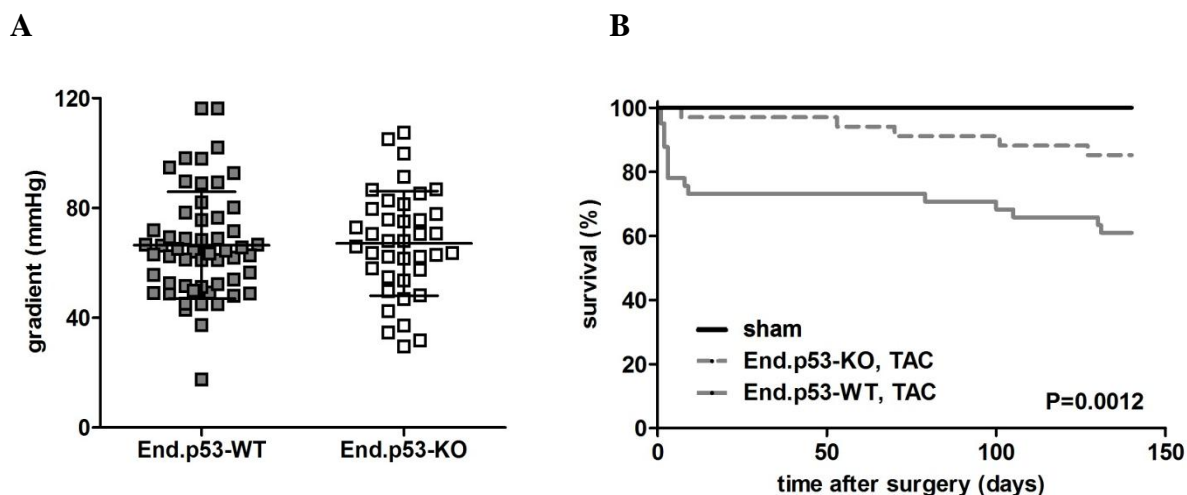 A
B
gradient (mmHg)
120
80
40
0
End.p53-WT
End.p53-KO
survival (%)
100
80
60
40
20
0
sham
End.p53-KO, TAC
End.p53-WT, TAC
P=0.0012
0
50
100
150
time after surgery (days)